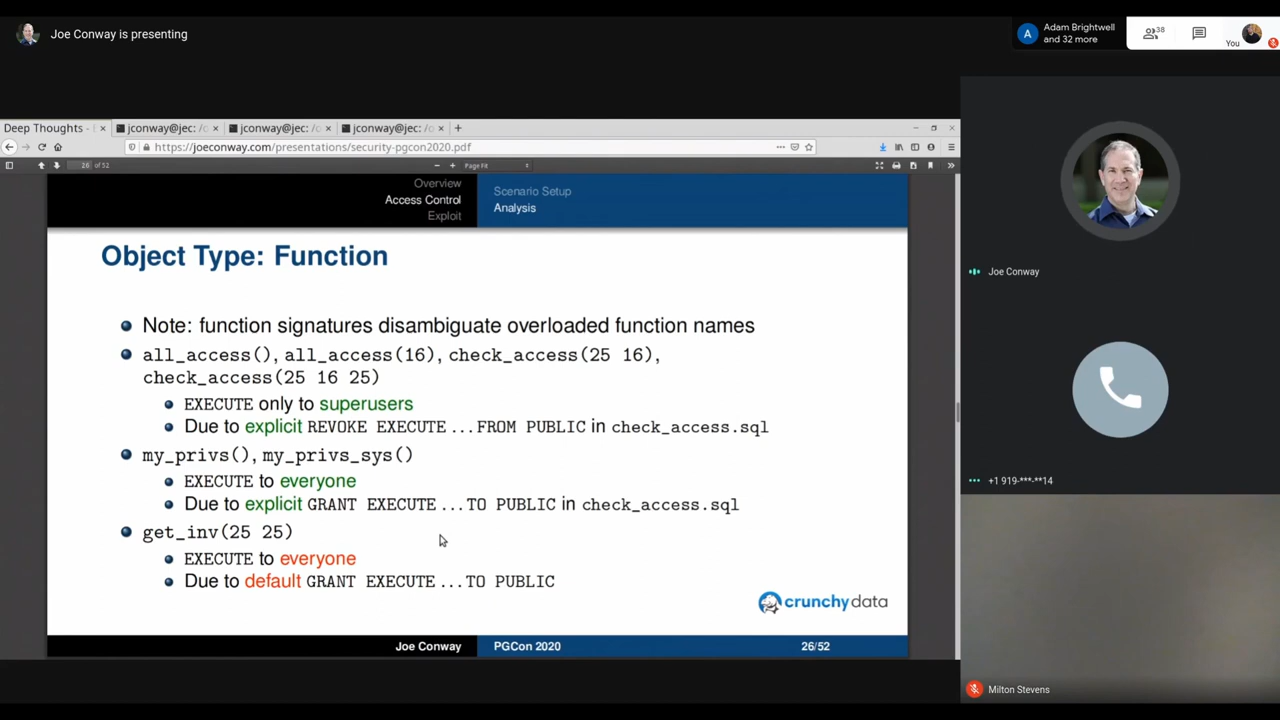 Joe Conway is presenting
Adam Brightwell
and 32 more
A
38
You
Deep Thoughts -
jconway@jec: /o
jconway@jec: /o
jconway@jec: /o
https://joeconway.com/presentations/security-pgcon2020.pdf
26 of 52
Page Fit
Overview
Access Control
Exploit
Scenario Setup
Analysis
Object Type: Function
Note: function signatures disambiguate overloaded function names
all_access(), all_access(16), check_access(25 16),
check_access(25 16 25)
EXECUTE only to superusers
Due to explicit REVOKE EXECUTE ... FROM PUBLIC in check_access.sql
my_privs(), my_privs_sys()
EXECUTE to everyone
Due to explicit GRANT EXECUTE ... TO PUBLIC in check_access.sql
get_inv(25 25)
EXECUTE to everyone
Due to default GRANT EXECUTE ... TO PUBLIC
crunchydata
Joe Conway
PGCon 2020
26/52
Joe Conway
+1 919-***-**14
Milton Stevens